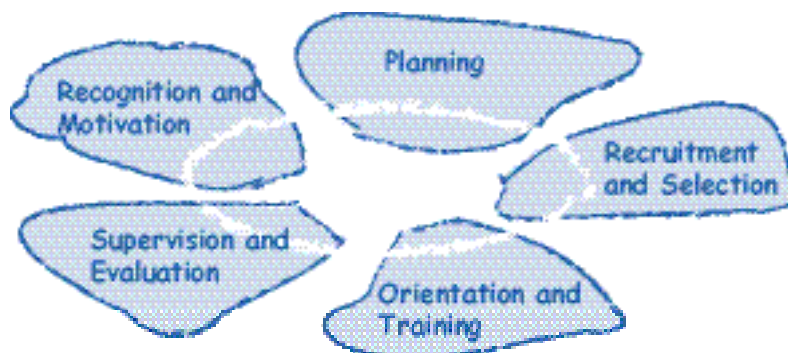 Planning
Recognition and
Motivation
Recruitment
and Selection
Supervision and
Evaluation
Orientation and
Training